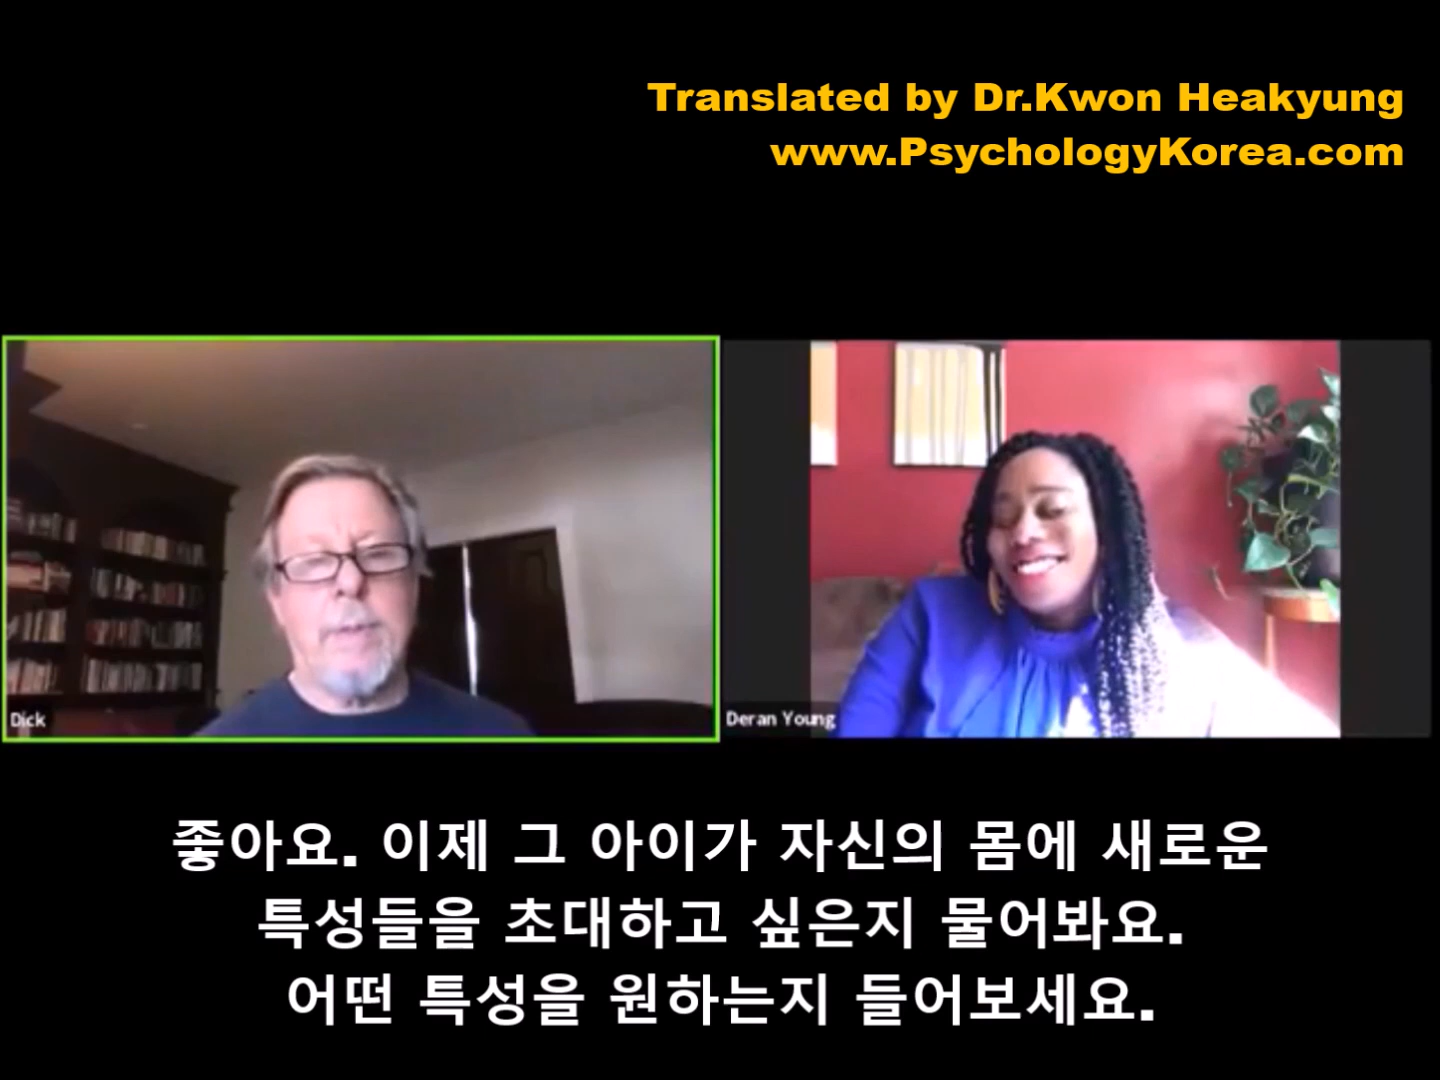 Translated by Dr.Kwon Heakyung
www.PsychologyKorea.com
Dick
Deran Young
좋아요. 이제 그 아이가 자신의 몸에 새로운
특성들을 초대하고 싶은지 물어봐요.
어떤 특성을 원하는지 들어보세요.